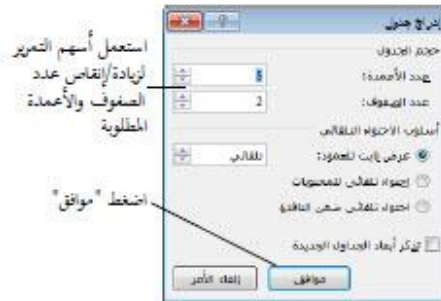 إدراج جدول
حجم الجدول
عدد الأعمدة:
5
عدد الصفوف:
2
أسلوب الاحتواء التلقائي
عرض ثابت للعمود:
تلقائي
احتواء تلقائي للمحتويات
احتواء تلقائي ضمن النافذة
تذكر أبعاد الجداول الجديدة
موافق
إلغاء الأمر
استعمل أسهم التمرير
لزيادة/إنقاص عدد
الصفوف والأعمدة
المطلوبة
اضغط "موافق"